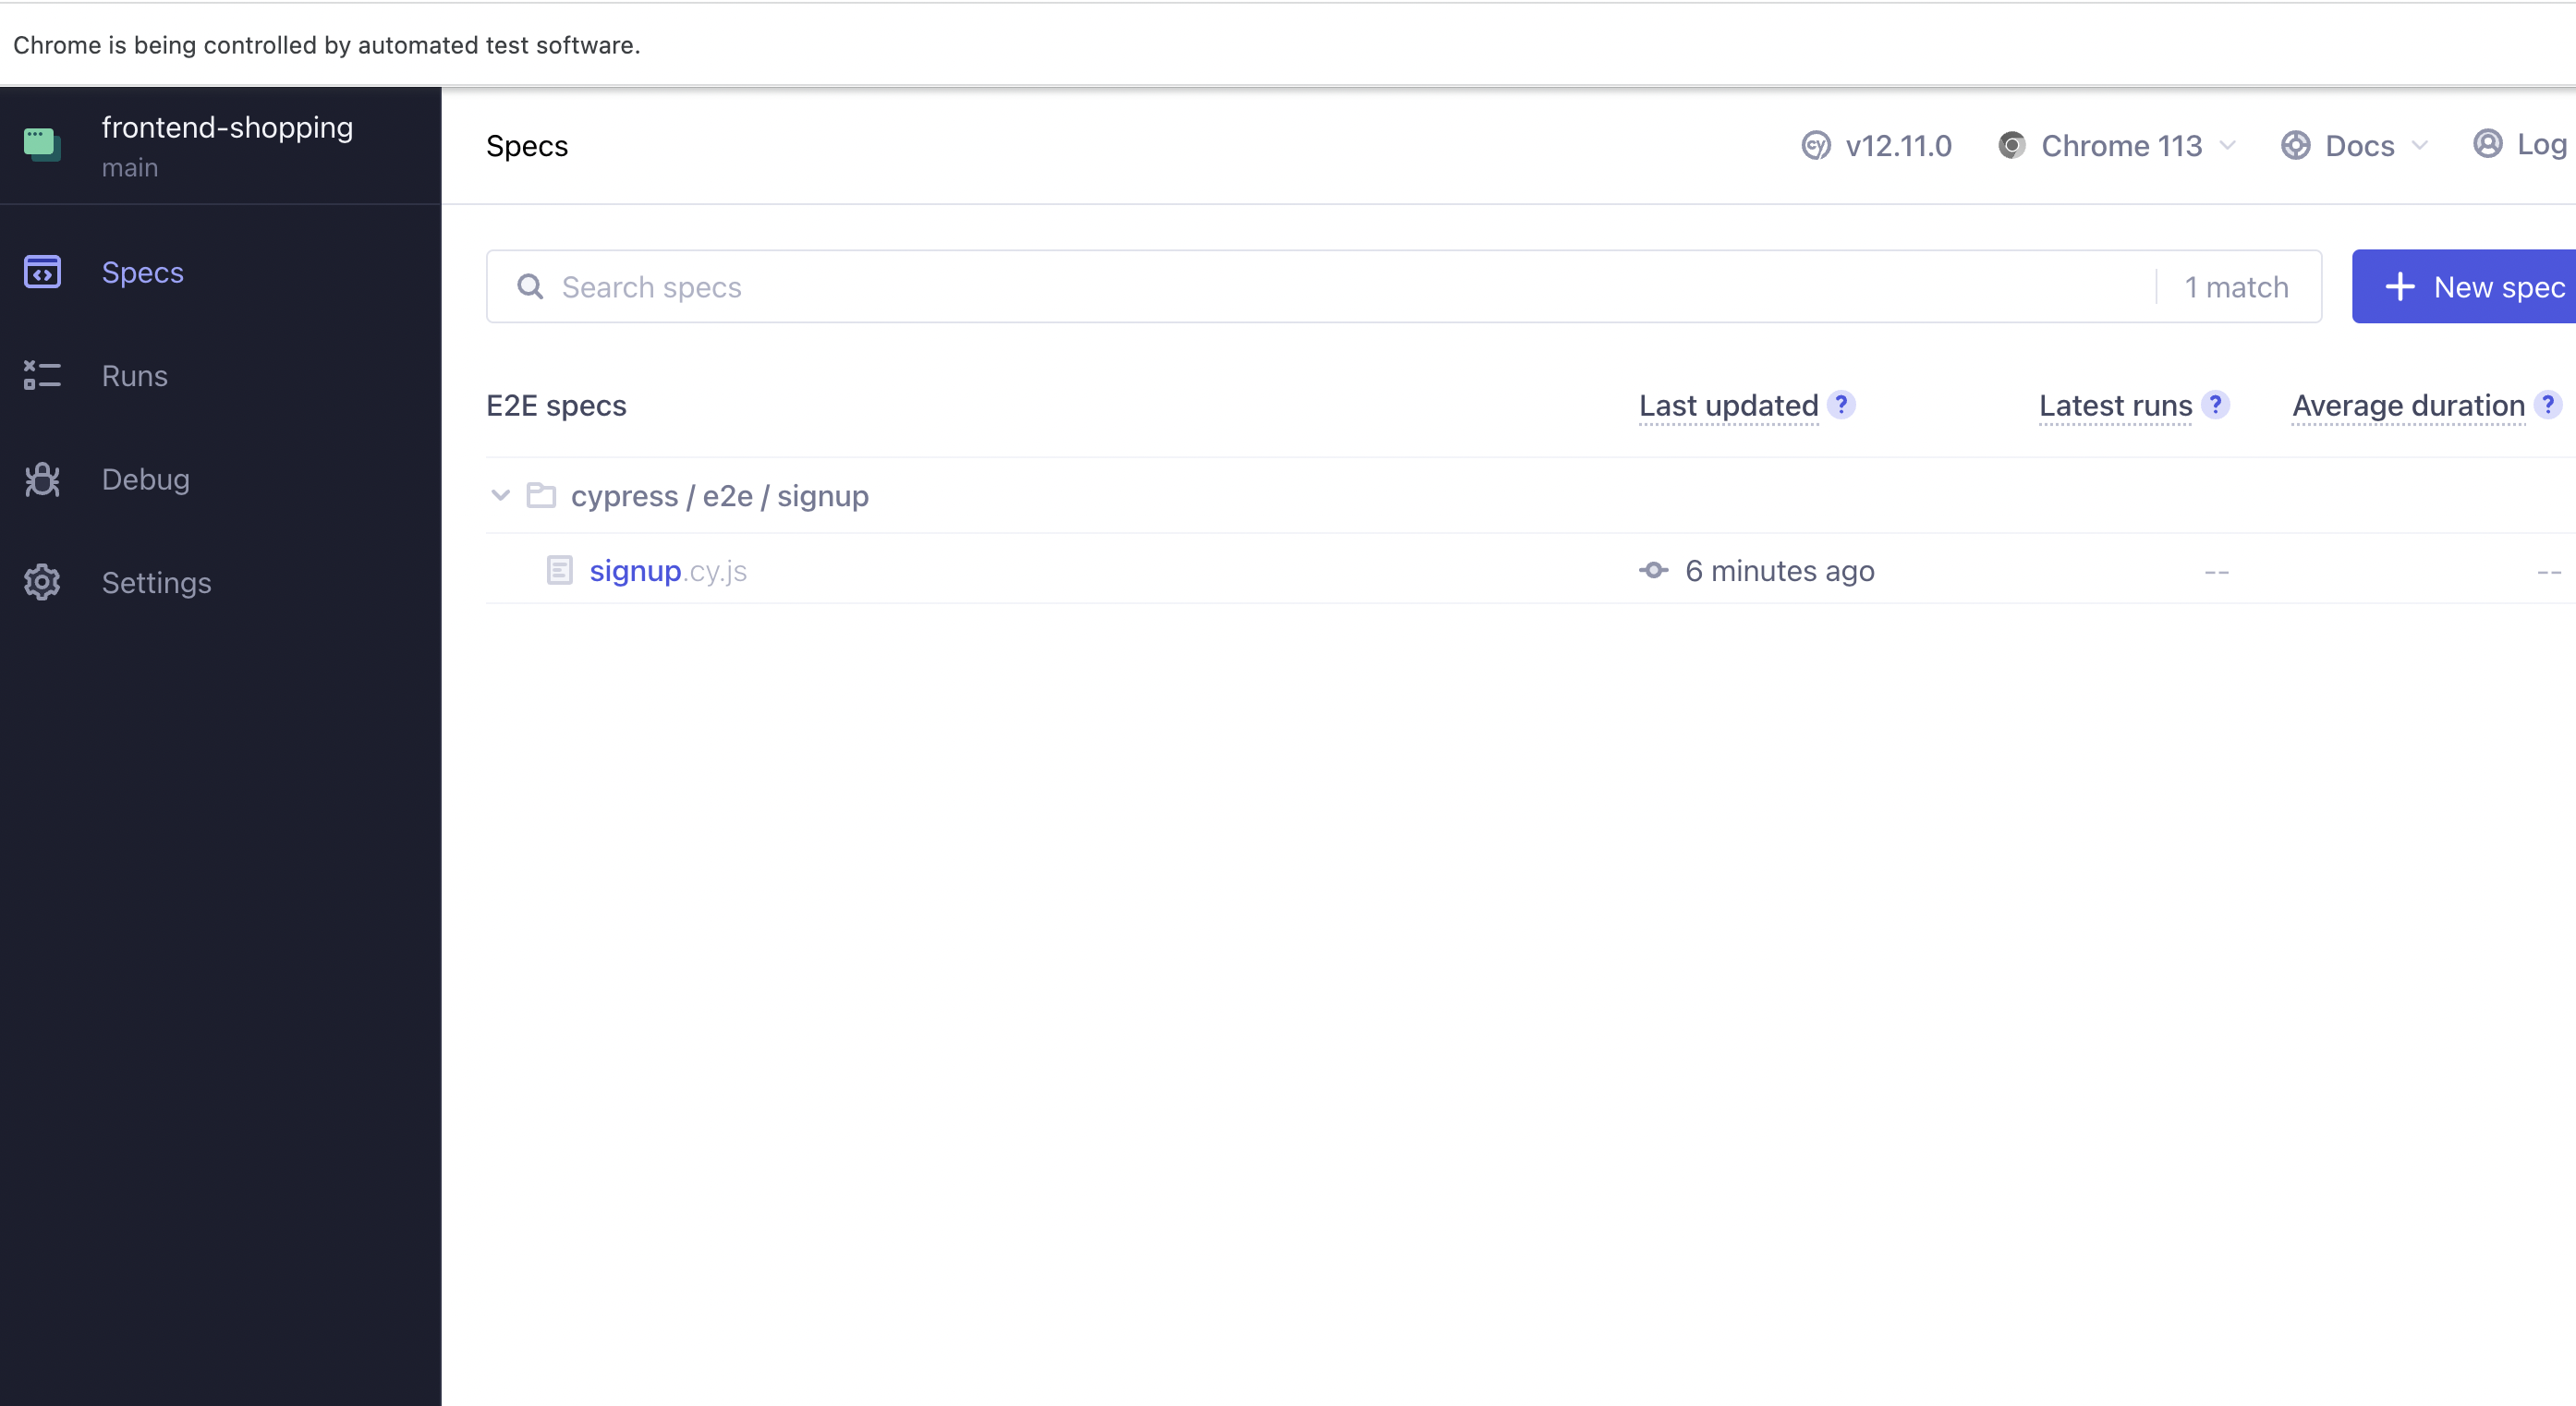 Chrome is being controlled by automated test software.
frontend-shopping
main
Specs
Runs
Debug
Settings
Specs
cy v12.11.0
Chrome 113
Docs
Log
Search specs
1 match
+ New spec
E2E specs
Last updated ?
Latest runs ?
Average duration ?
cypress / e2e / signup
signup.cy.js
6 minutes ago
--
--